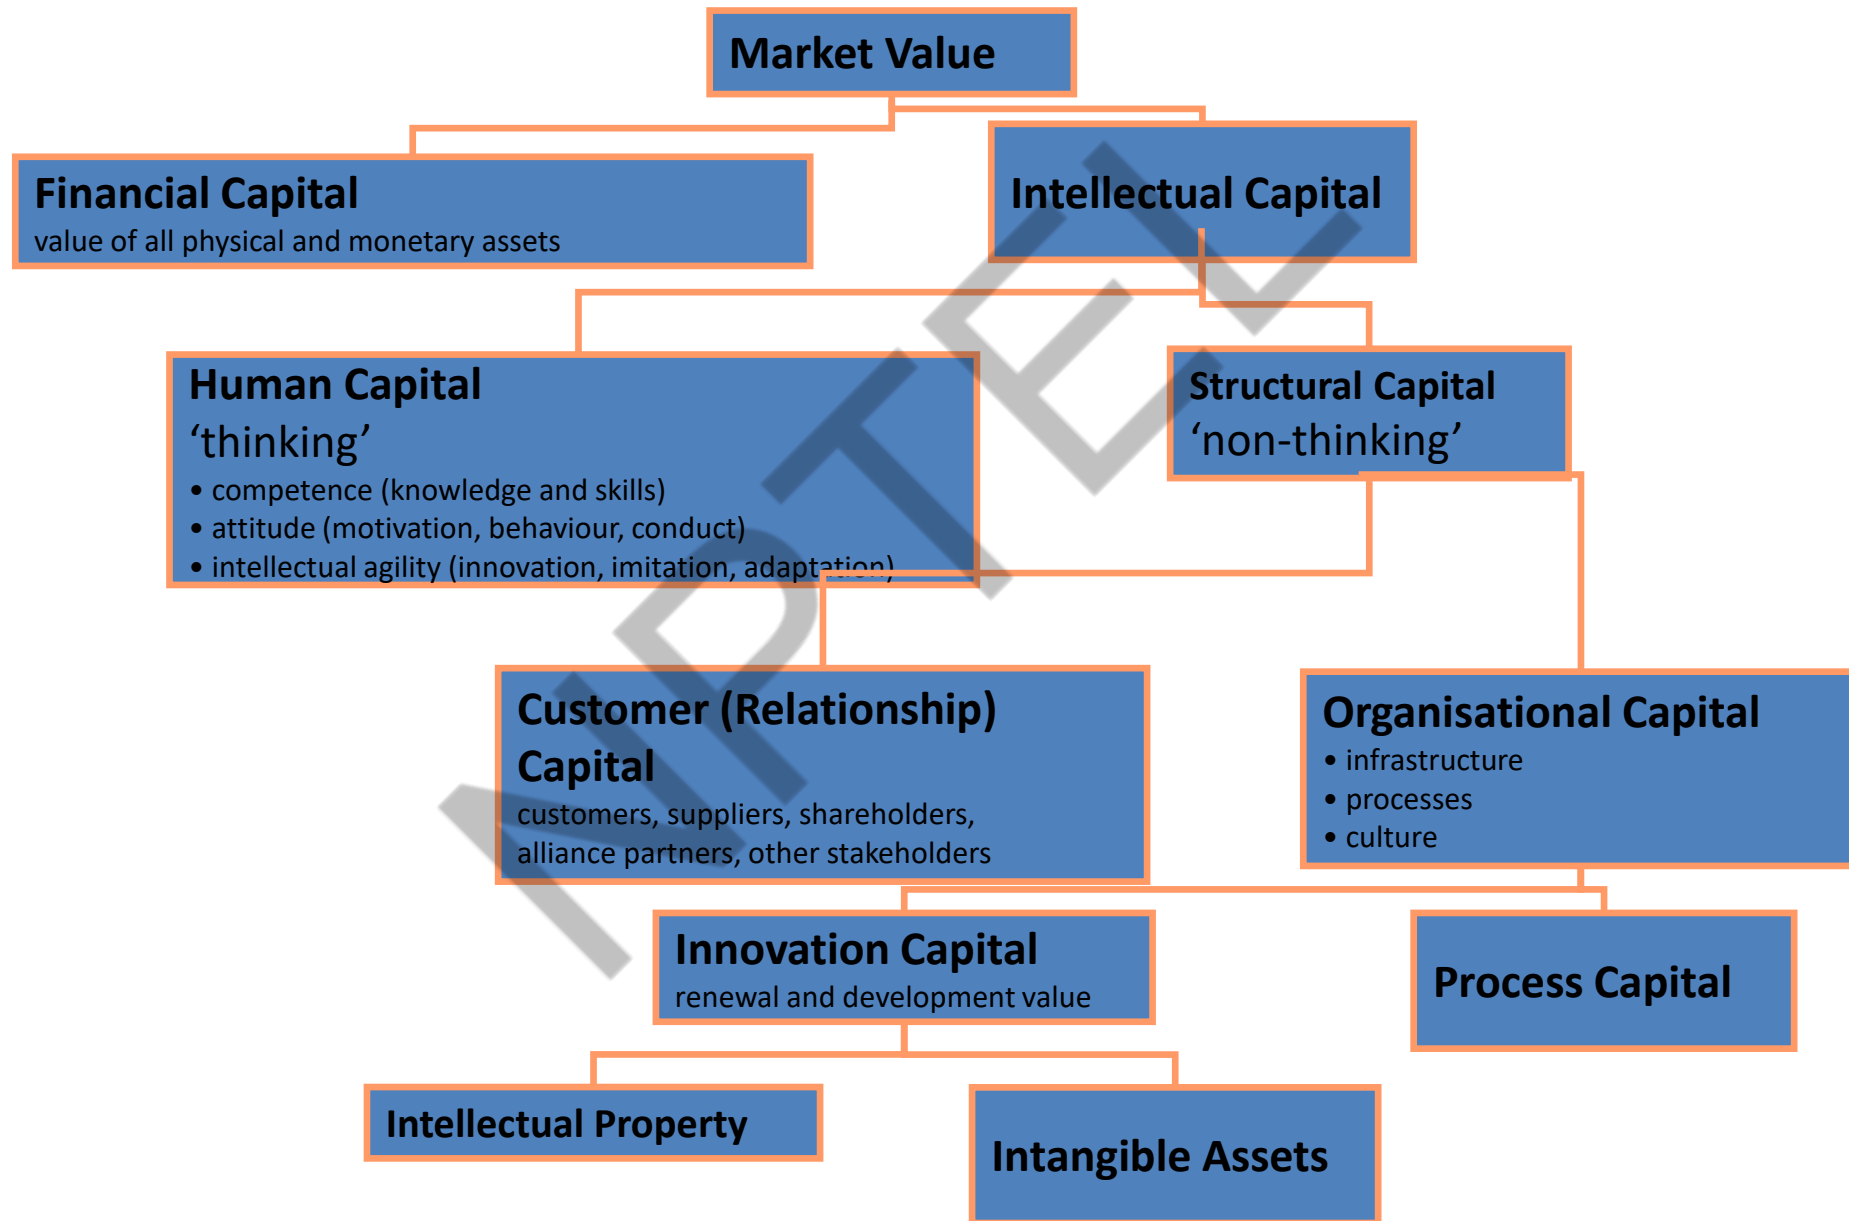 Market Value
Financial Capital
value of all physical and monetary assets
Intellectual Capital
Human Capital
‘thinking’
• competence (knowledge and skills)
• attitude (motivation, behaviour, conduct)
• intellectual agility (innovation, imitation, adaptation)
Structural Capital
‘non-thinking’
Customer (Relationship)
Capital
customers, suppliers, shareholders,
alliance partners, other stakeholders
Organisational Capital
• infrastructure
• processes
• culture
Innovation Capital
renewal and development value
Process Capital
Intellectual Property
Intangible Assets
NPTEL